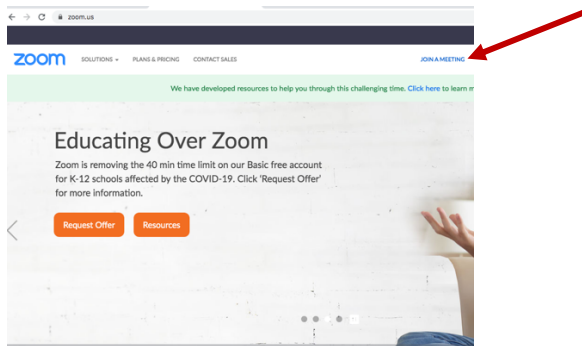 zoom.us
zoom SOLUTIONS PLANS & PRICING CONTACT SALES JOIN A MEETING
We have developed resources to help you through this challenging time. Click here to learn
Educating Over Zoom
Zoom is removing the 40 min time limit on our Basic free account
for K-12 schools affected by the COVID-19. Click 'Request Offer'
for more information.
Request Offer Resources